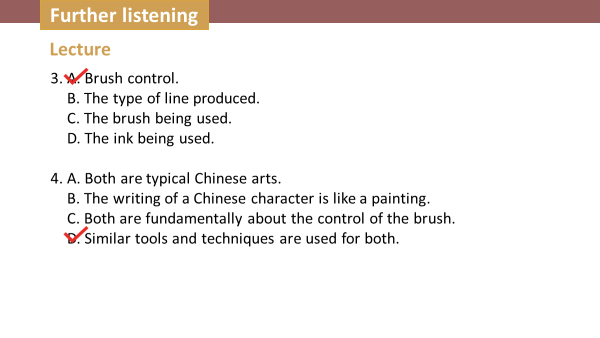 Further listening
Lecture
3. A. Brush control.
B. The type of line produced.
C. The brush being used.
D. The ink being used.
4. A. Both are typical Chinese arts.
B. The writing of a Chinese character is like a painting.
C. Both are fundamentally about the control of the brush.
D. Similar tools and techniques are used for both.